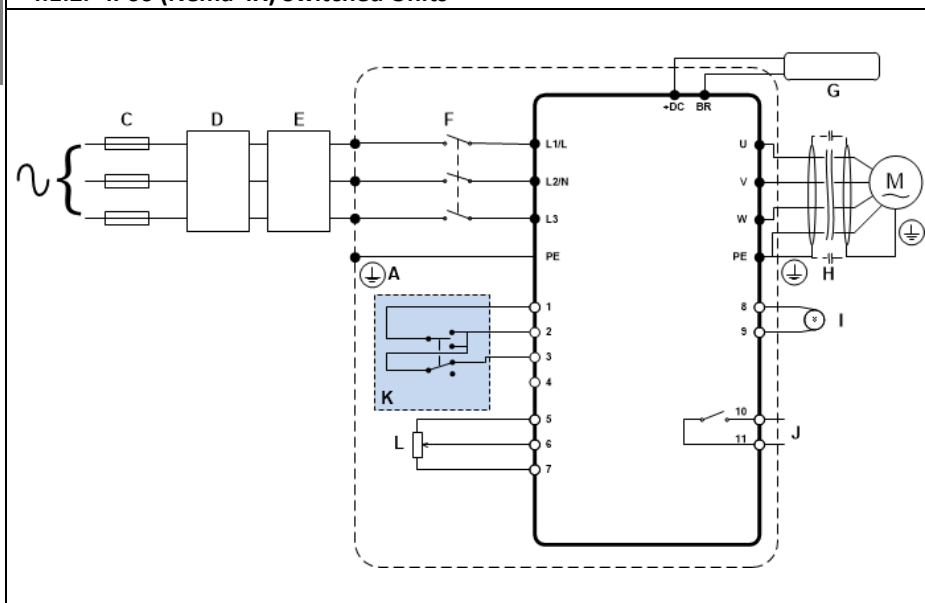 4.2.2. IP66 (Nema 4X) Switched Units
G
+DC BR
C D E F
L1/L U
L2/N V M
L3 W
PE PE
A H
1 8 I
2 9
3
K 4
5 10 J
L 6 11
7